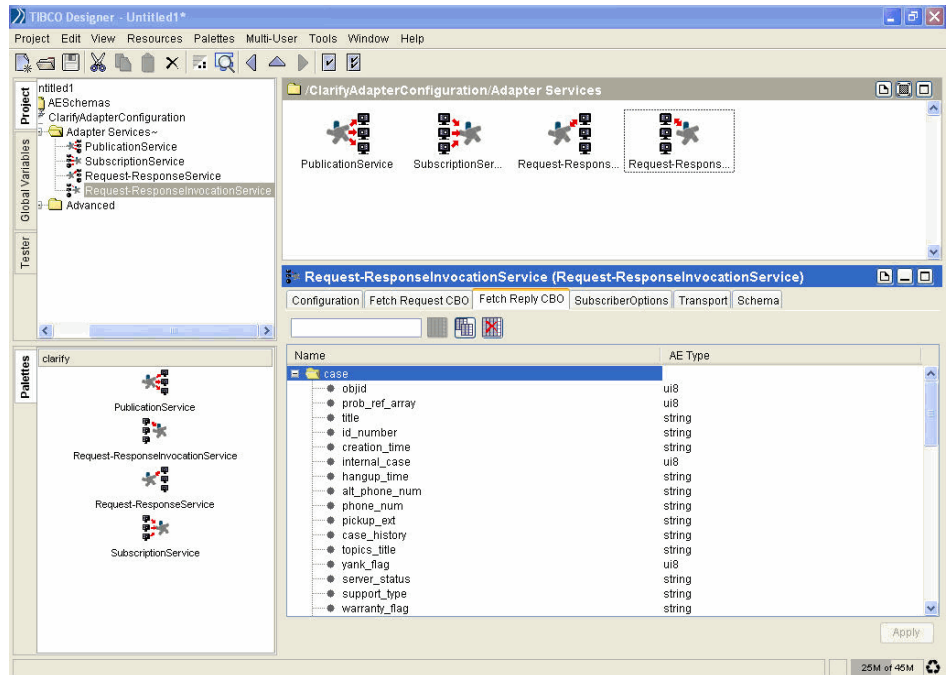 TIBCO Designer - Untitled1*
Project Edit View Resources Palettes Multi-User Tools Window Help
Project
Global Variables
Tester
ntitled1
AESchemas
ClarifyAdapterConfiguration
Adapter Services~
PublicationService
SubscriptionService
Request-ResponseService
Request-ResponseInvocationService
Advanced
/ClarifyAdapterConfiguration/Adapter Services
PublicationService SubscriptionSer... Request-Respons... Request-Respons...
Request-ResponseInvocationService (Request-ResponseInvocationService)
Configuration Fetch Request CBO Fetch Reply CBO SubscriberOptions Transport Schema
Palettes
clarify
PublicationService
Request-ResponseInvocationService
Request-ResponseService
SubscriptionService
Name AE Type
case
objid ui8
prob_ref_array ui8
title string
id_number string
creation_time string
internal_case ui8
hangup_time string
alt_phone_num string
phone_num string
pickup_ext string
case_history string
topics_title string
yank_flag ui8
server_status string
support_type string
warranty_flag string
Apply
25M of 45M